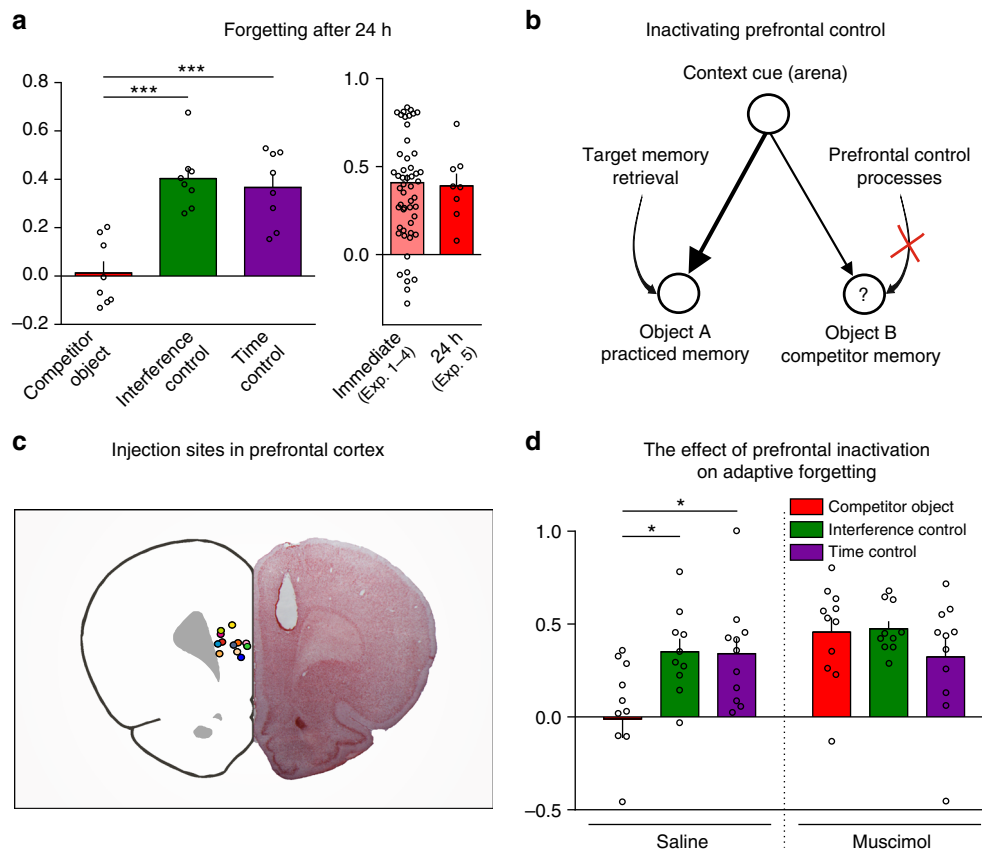 a
Forgetting after 24 h
0.8
0.6
0.4
0.2
0.0
–0.2
***
***
Competitor
object
Interference
control
Time
control
1.0
0.5
0.0
Immediate
(Exp. 1–4)
24 h
(Exp. 5)
b
Inactivating prefrontal control
Context cue (arena)
Target memory
retrieval
Prefrontal control
processes
?
Object A
practiced memory
Object B
competitor memory
c
Injection sites in prefrontal cortex
d
The effect of prefrontal inactivation
on adaptive forgetting
Competitor object
Interference control
Time control
*
*
1.0
0.5
0.0
–0.5
Saline
Muscimol